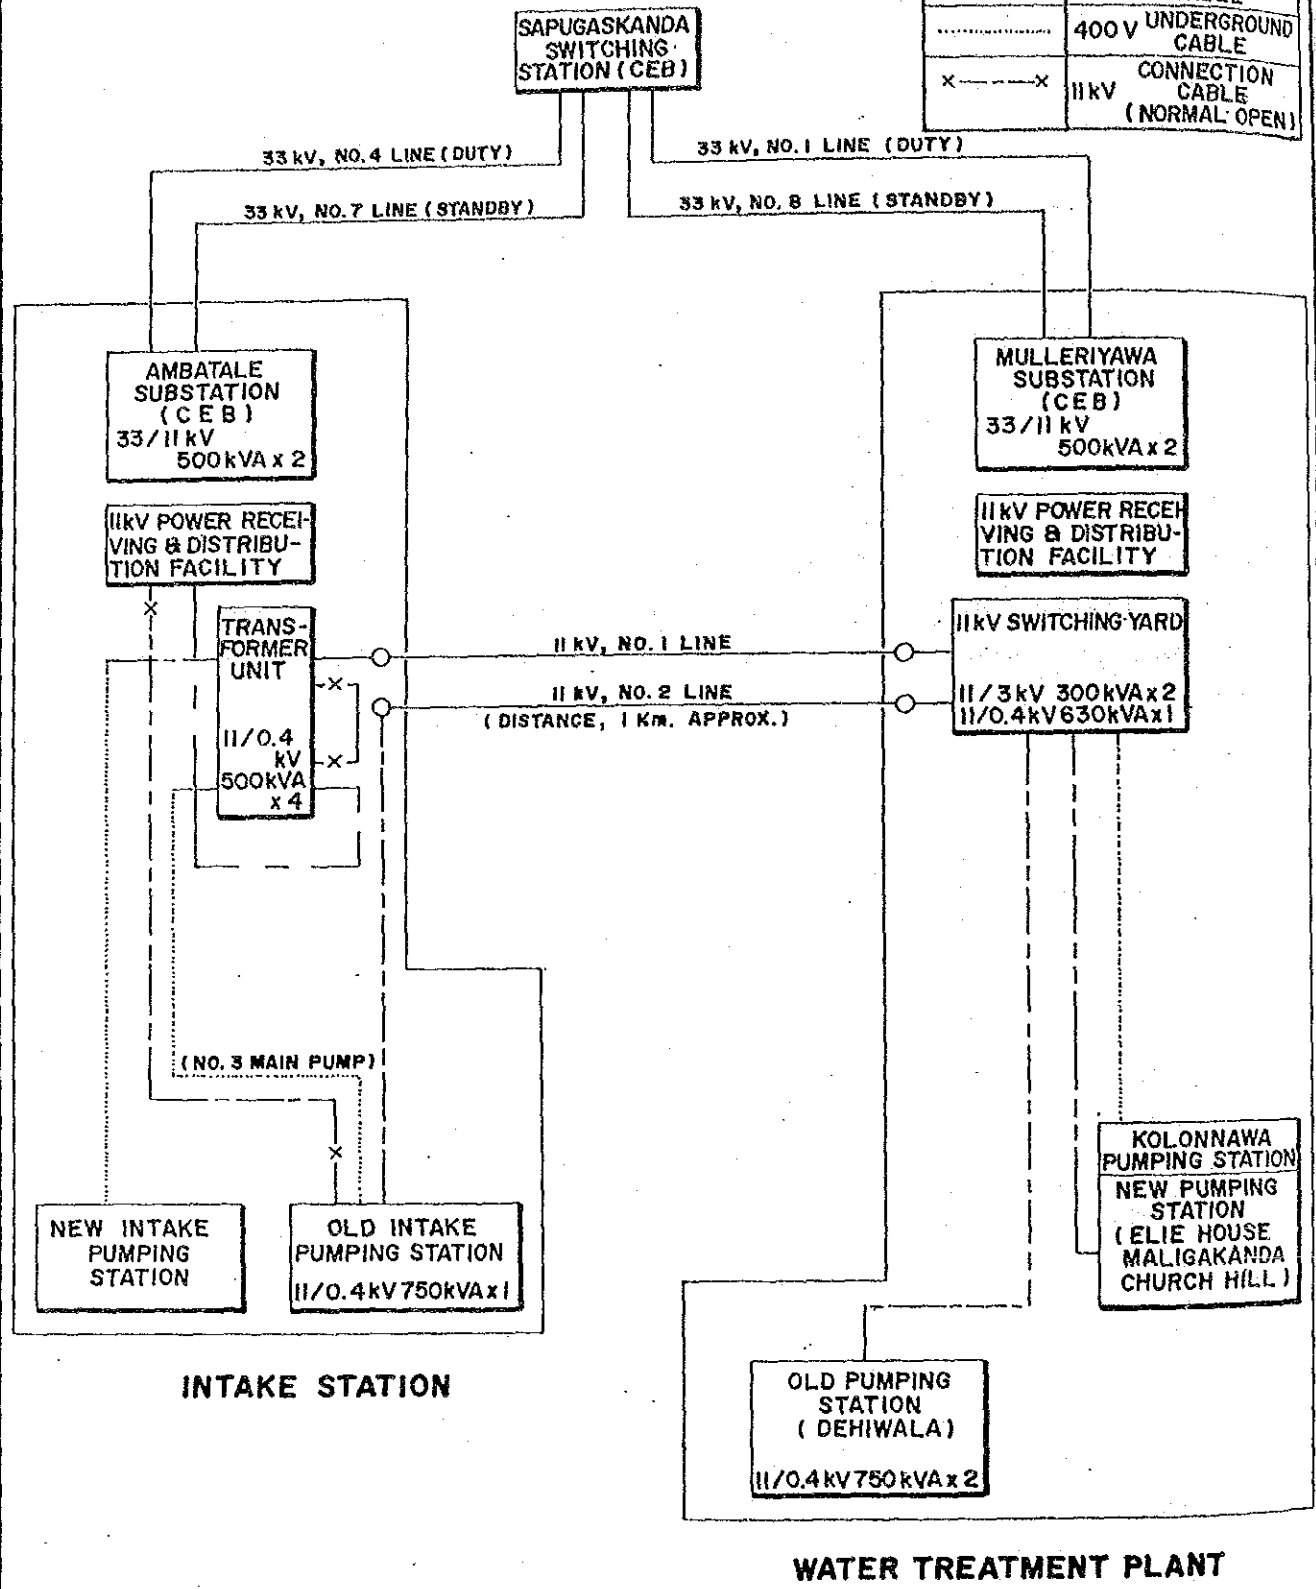 SAPUGASKANDA
SWITCHING
STATION (CEB)
400V UNDERGROUND
CABLE
11kV CONNECTION
CABLE
(NORMAL OPEN)
33 kV, NO. 4 LINE (DUTY)
33 kV, NO. 1 LINE (DUTY)
33 kV, NO. 7 LINE (STANDBY)
33 kV, NO. 8 LINE (STANDBY)
AMBATALE
SUBSTATION
(CEB)
33/11 kV
500kVA x 2
MULLERIYAWA
SUBSTATION
(CEB)
33/11 kV
500kVA x 2
11kV POWER RECEI-
VING & DISTRIBU-
TION FACILITY
11kV POWER RECEI-
VING & DISTRIBU-
TION FACILITY
TRANS-
FORMER
UNIT
11/0.4
kV
500kVA
x 4
11 kV, NO. 1 LINE
11 kV, NO. 2 LINE
(DISTANCE, 1 Km. APPROX.)
11kV SWITCHING YARD
11/3kV 300kVA x 2
11/0.4kV 630kVA x 1
(NO. 3 MAIN PUMP)
NEW INTAKE
PUMPING
STATION
OLD INTAKE
PUMPING STATION
11/0.4kV 750kVA x 1
KOLONNAWA
PUMPING STATION
NEW PUMPING
STATION
(ELIE HOUSE
MALIGAKANDA
CHURCH HILL)
INTAKE STATION
OLD PUMPING
STATION
(DEHIWALA)
11/0.4kV 750kVA x 2
WATER TREATMENT PLANT